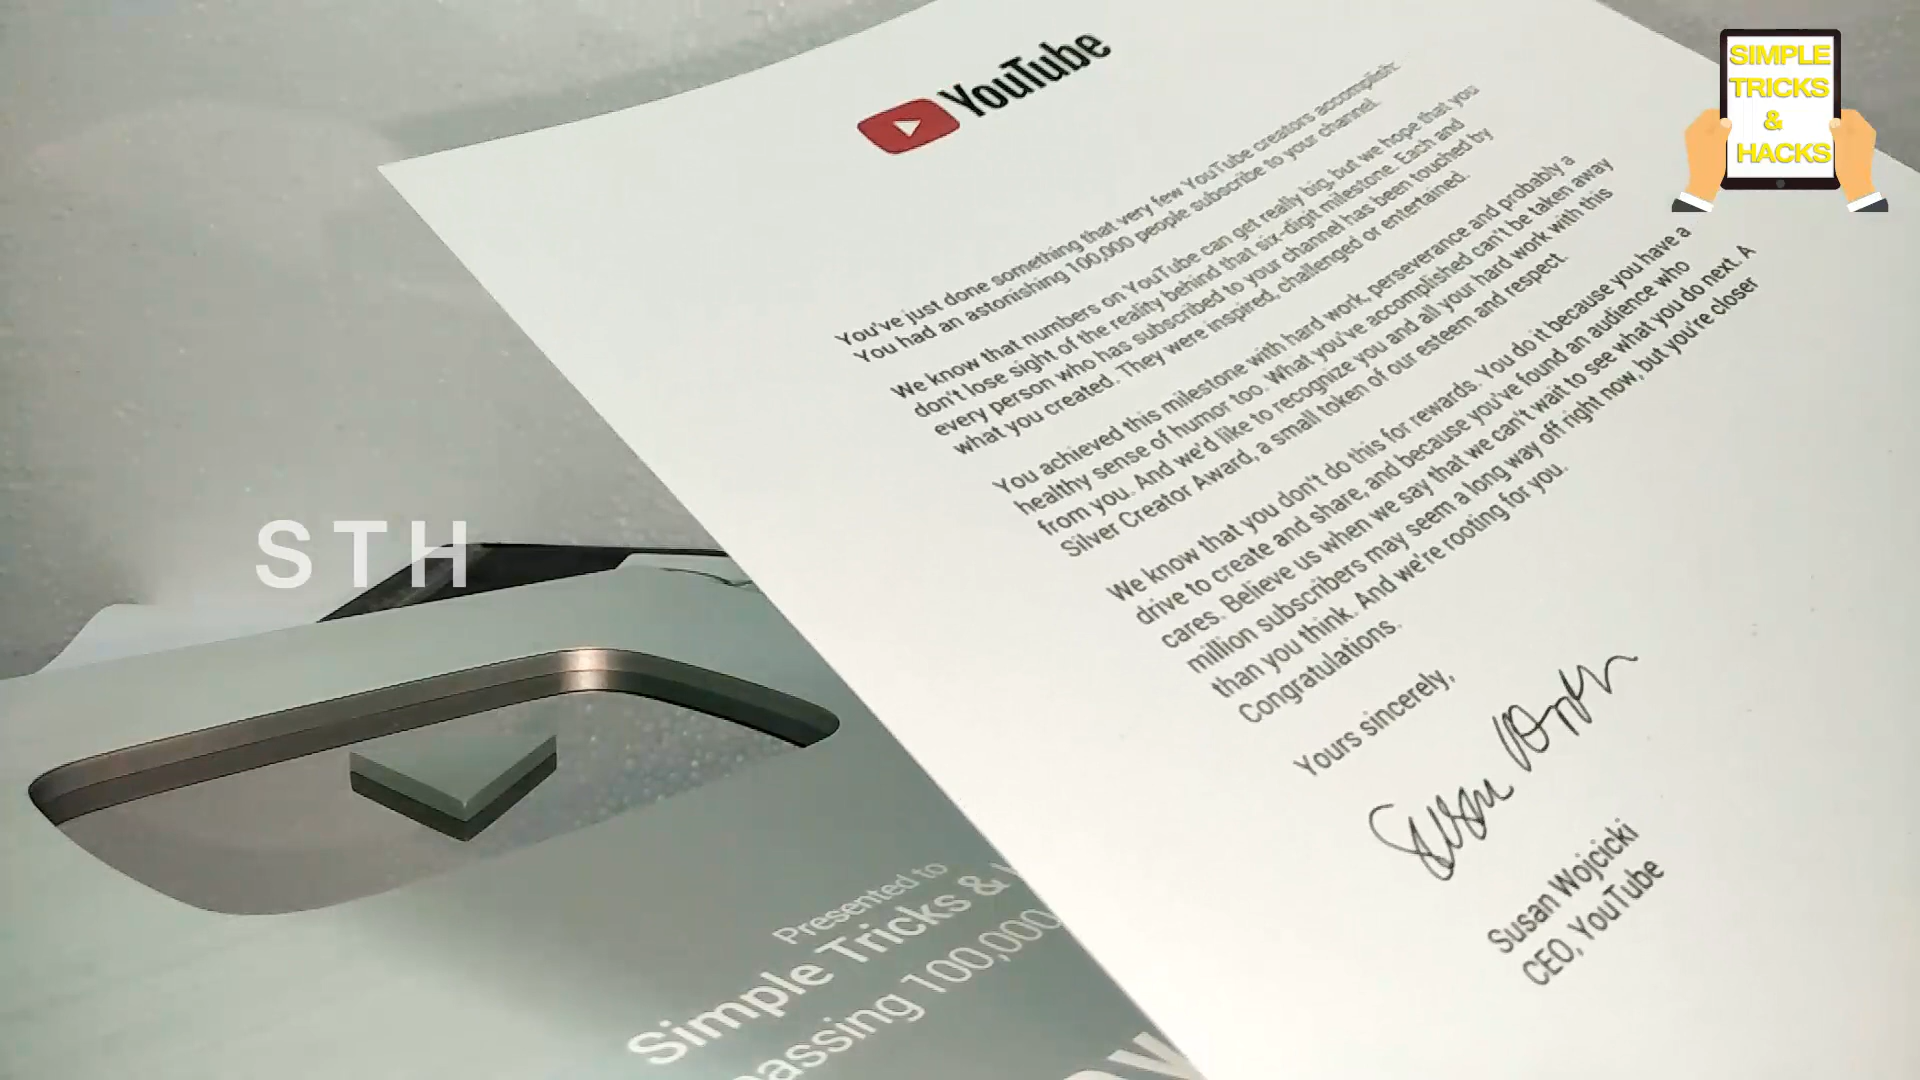 YouTube
You've just done something that very few YouTube creators accomplish:
You had an astonishing 100,000 people subscribe to your channel.
We know that numbers on YouTube can get really big, but we hope that you
don't lose sight of the reality behind that six-digit milestone. Each and
every person who has subscribed to your channel has been touched by
what you created. They were inspired, challenged or entertained.
You achieved this milestone with hard work, perseverance and probably a
healthy sense of humor too. What you've accomplished can't be taken away
from you. And we'd like to recognize you and all your hard work with this
Silver Creator Award, a small token of our esteem and respect.
We know that you don't do this for rewards. You do it because you have a
drive to create and share, and because you've found an audience who
cares. Believe us when we say that we can't wait to see what you do next. A
million subscribers may seem a long way off right now, but you're closer
than you think. And we're rooting for you.
Congratulations.
Yours sincerely,
Susan Wojcicki
CEO, YouTube
STH
Presented to
Simple Tricks &
passing 100,000
SIMPLE
TRICKS
&
HACKS